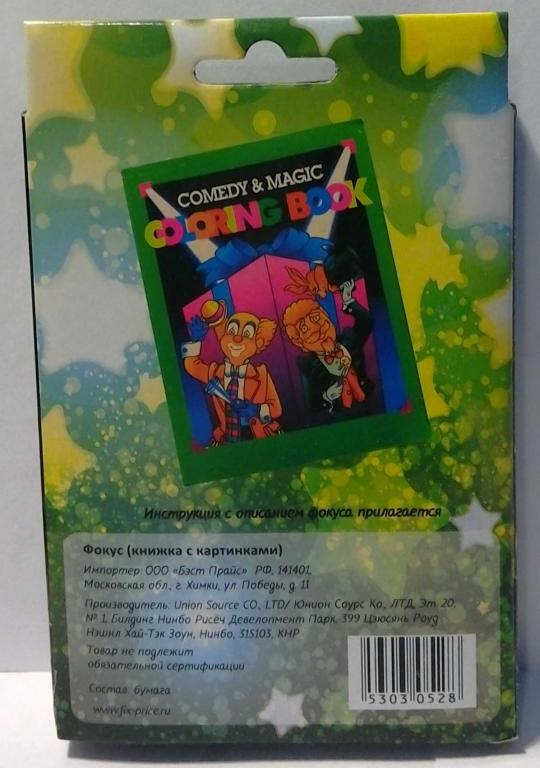 COMEDY & MAGIC
COLORING BOOK
Инструкция с описанием фокуса прилагается
Фокус (книжка с картинками)
Импортер: ООО «Бэст Прайс» РФ, 141401,
Московская обл., г. Химки, ул. Победы, д. 11
Производитель: Union Source CO., LTD/ Юнион Соурс Ко., ЛТД, Эт. 20,
№ 1, Билдинг Нинбо Рисёч Девелопмент Парк, 399 Цзюсянь Роуд
Нэшнл Хай-Тэк Зоун, Нинбо, 315103, КНР
Товар не подлежит
обязательной сертификации
Состав: бумага
www.fix-price.ru
5303 0528